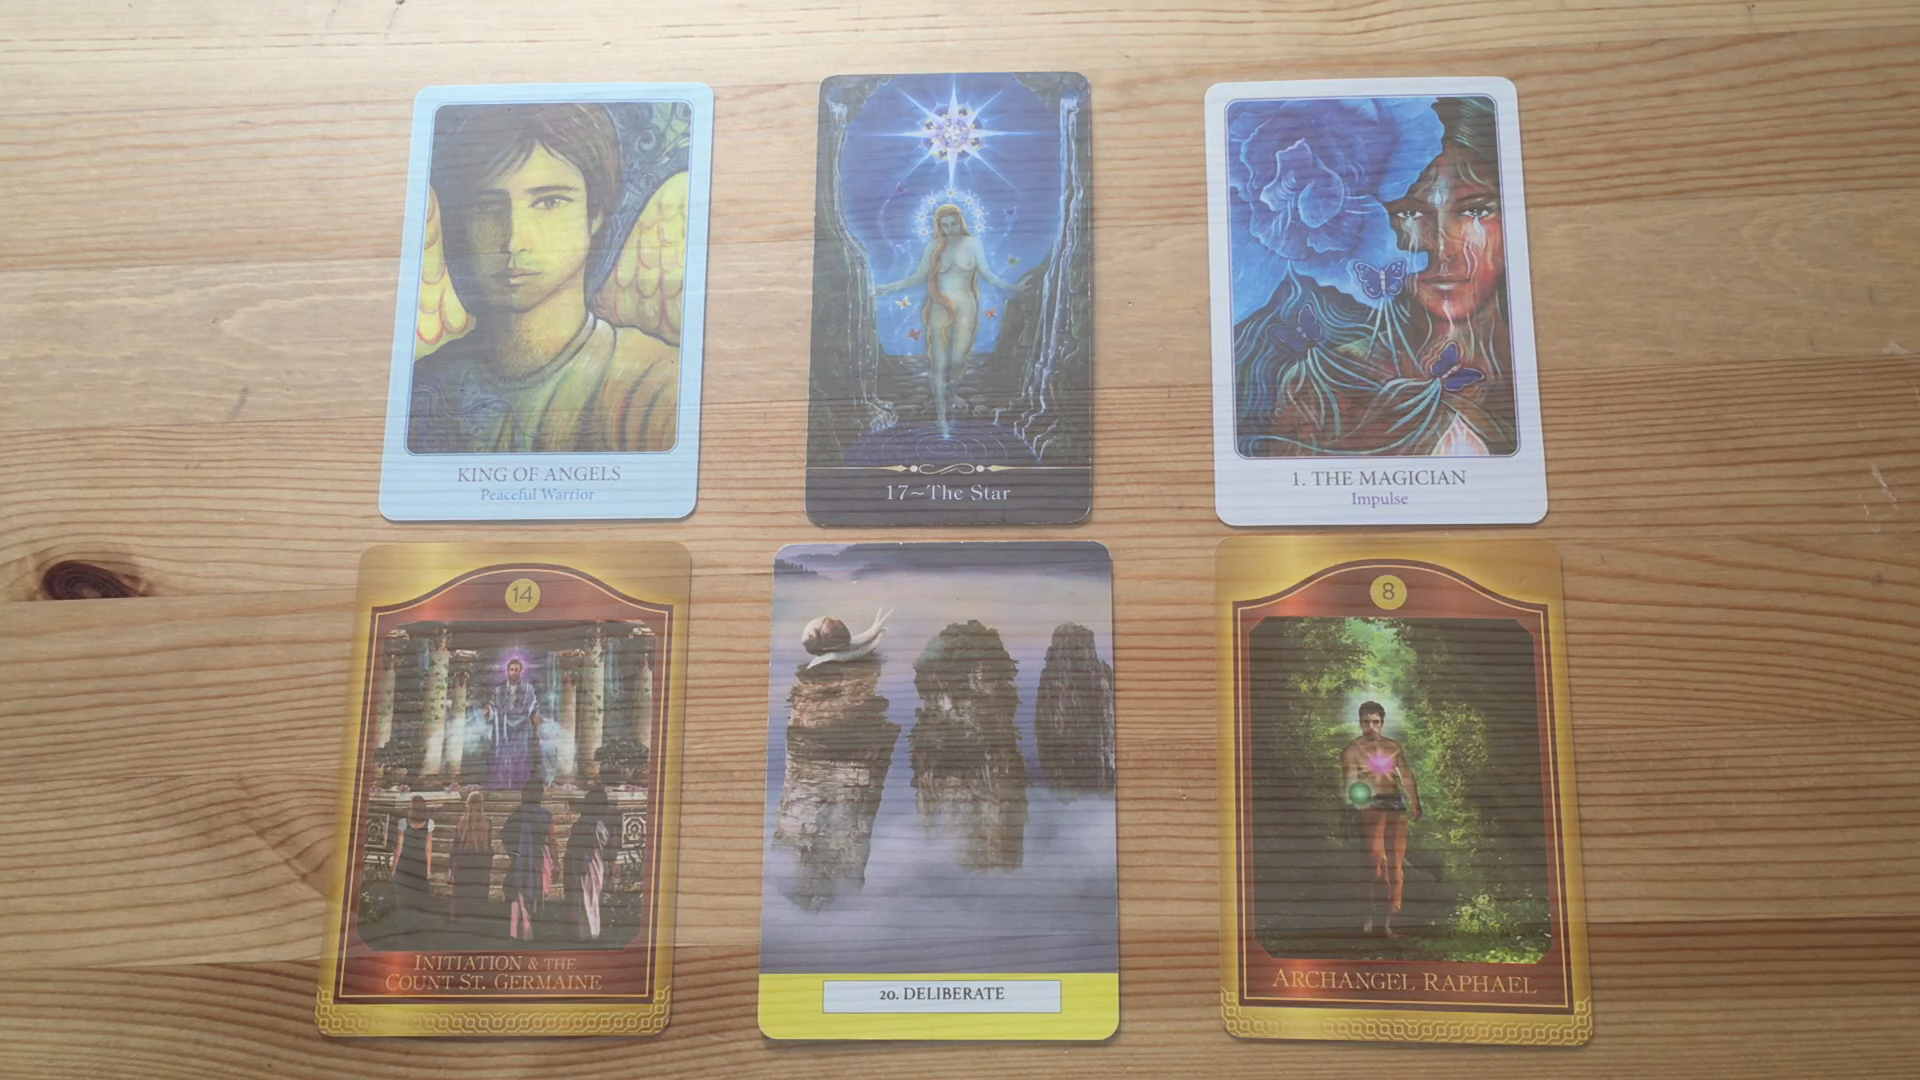 KING OF ANGELS
Peaceful Warrior
17~The Star
1. THE MAGICIAN
Impulse
14
INITIATION & THE
COUNT ST. GERMAINE
20. DELIBERATE
8
ARCHANGEL RAPHAEL